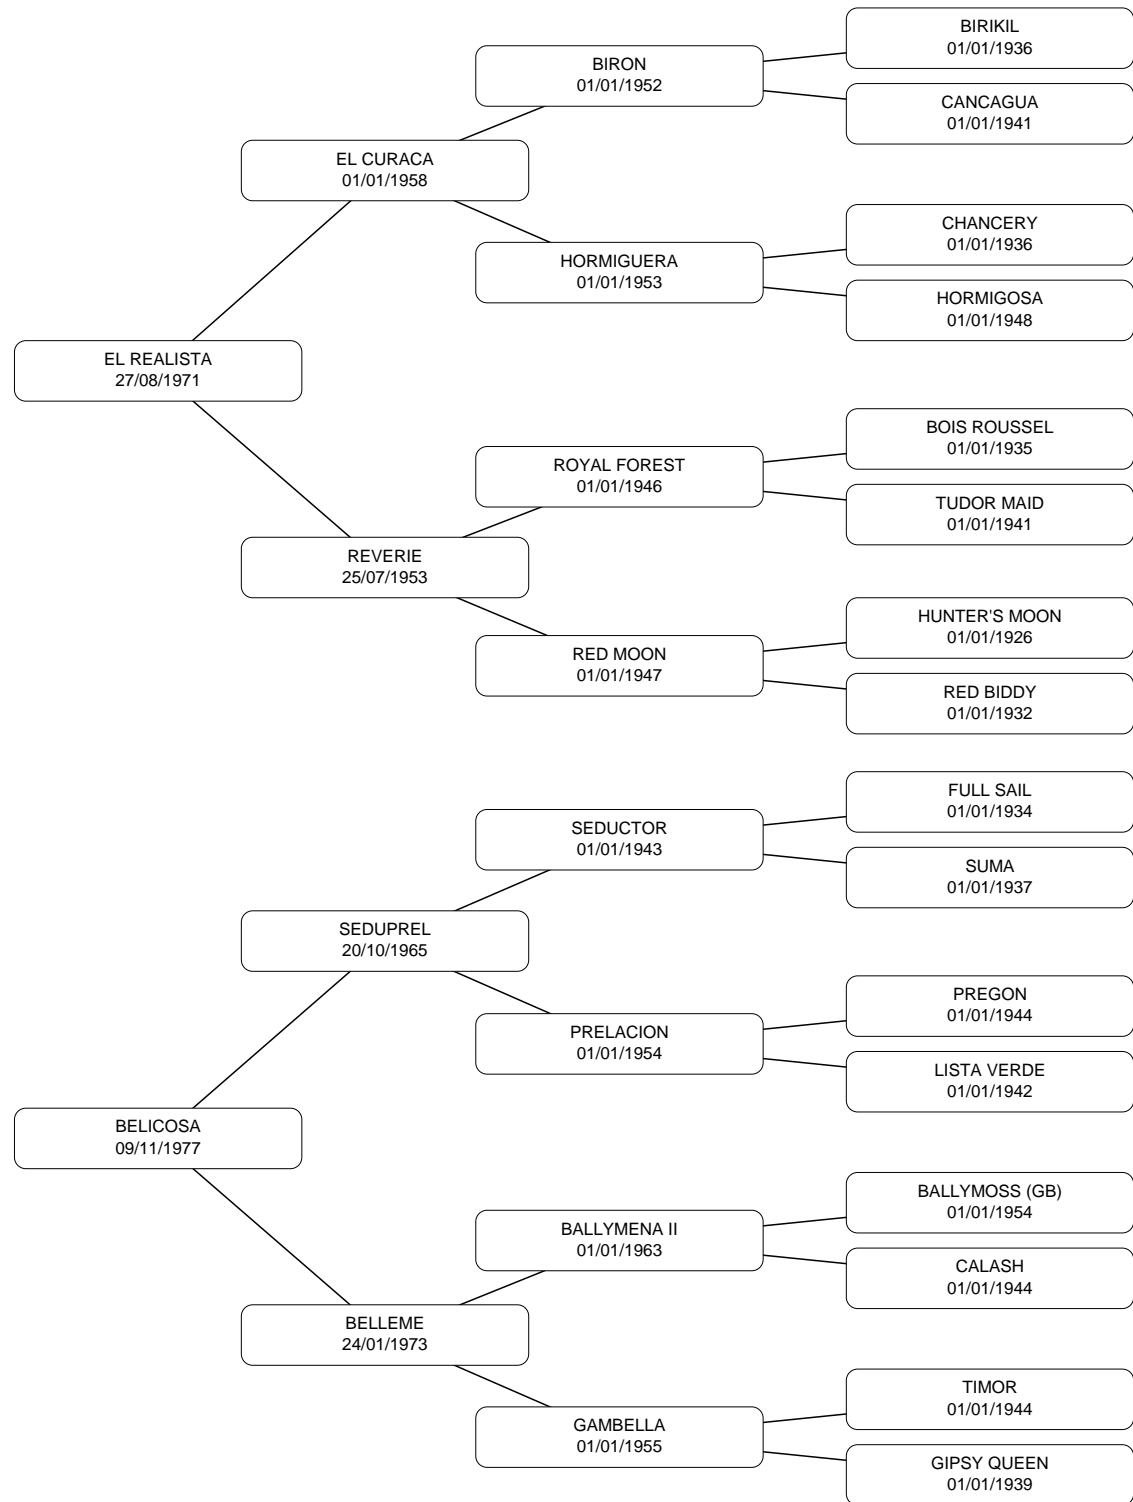 BIRIKIL
01/01/1936
BIRON
01/01/1952
CANCAGUA
01/01/1941
EL CURACA
01/01/1958
CHANCERY
01/01/1936
HORMIGUERA
01/01/1953
HORMIGOSA
01/01/1948
EL REALISTA
27/08/1971
BOIS ROUSSEL
01/01/1935
ROYAL FOREST
01/01/1946
TUDOR MAID
01/01/1941
REVERIE
25/07/1953
HUNTER'S MOON
01/01/1926
RED MOON
01/01/1947
RED BIDDY
01/01/1932
FULL SAIL
01/01/1934
SEDUCTOR
01/01/1943
SUMA
01/01/1937
SEDUPREL
20/10/1965
PREGON
01/01/1944
PRELACION
01/01/1954
LISTA VERDE
01/01/1942
BELICOSA
09/11/1977
BALLYMOSS (GB)
01/01/1954
BALLYMENA II
01/01/1963
CALASH
01/01/1944
BELLEME
24/01/1973
TIMOR
01/01/1944
GAMBELLA
01/01/1955
GIPSY QUEEN
01/01/1939